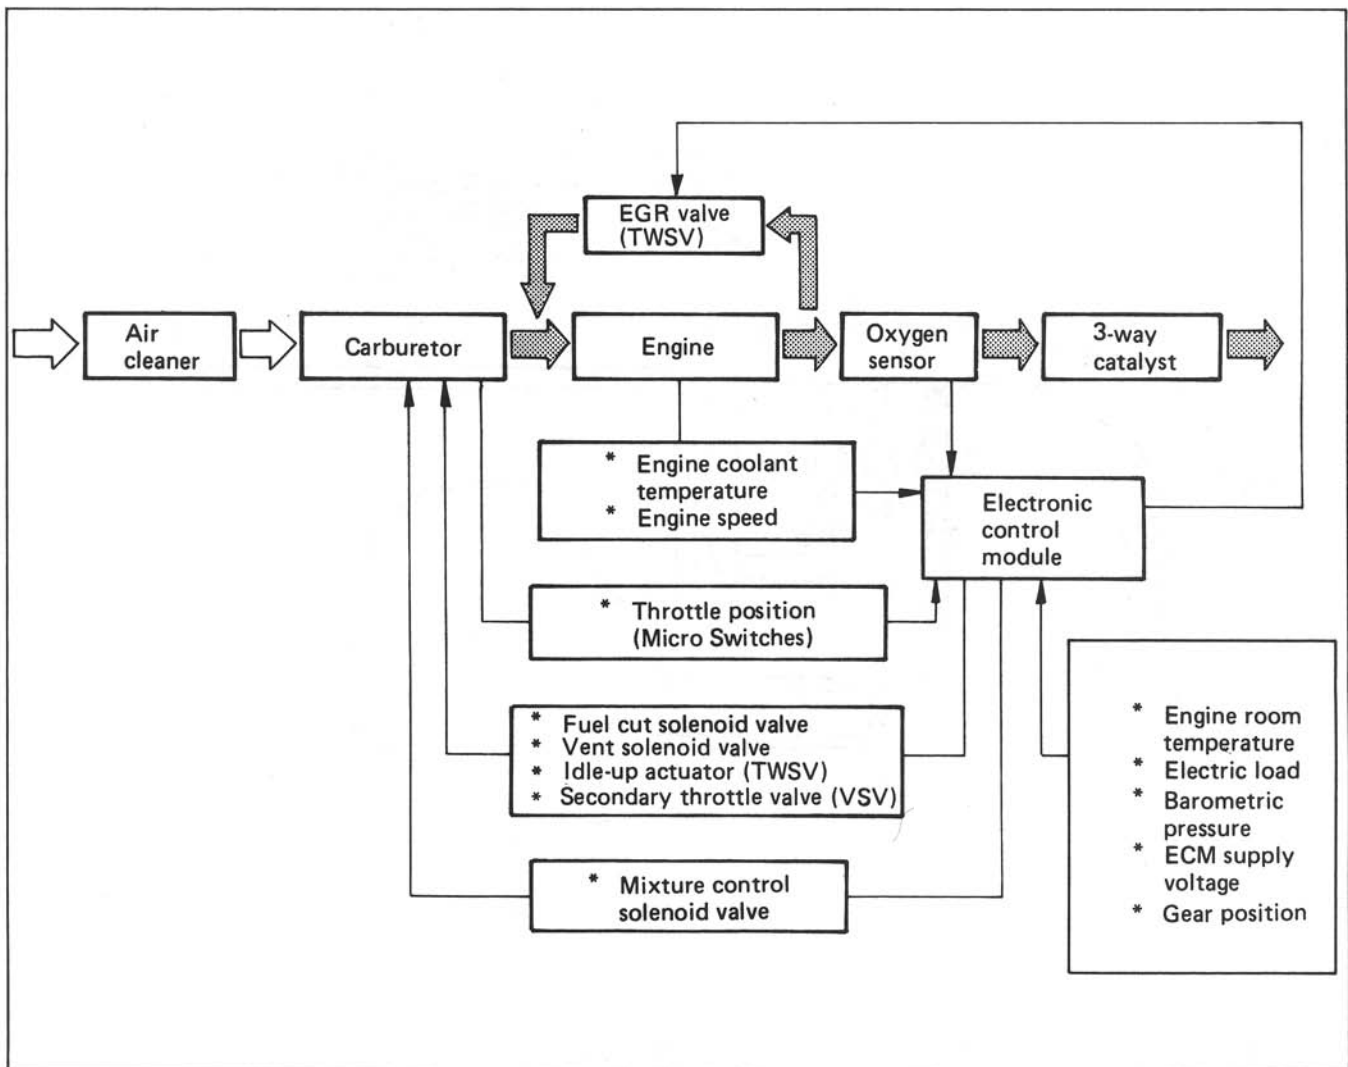 EGR valve
(TWSV)
Air
cleaner
Carburetor
Engine
Oxygen
sensor
3-way
catalyst
* Engine coolant
temperature
* Engine speed
Electronic
control
module
* Throttle position
(Micro Switches)
* Fuel cut solenoid valve
* Vent solenoid valve
* Idle-up actuator (TWSV)
* Secondary throttle valve (VSV)
* Mixture control
solenoid valve
* Engine room
temperature
* Electric load
* Barometric
pressure
* ECM supply
voltage
* Gear position